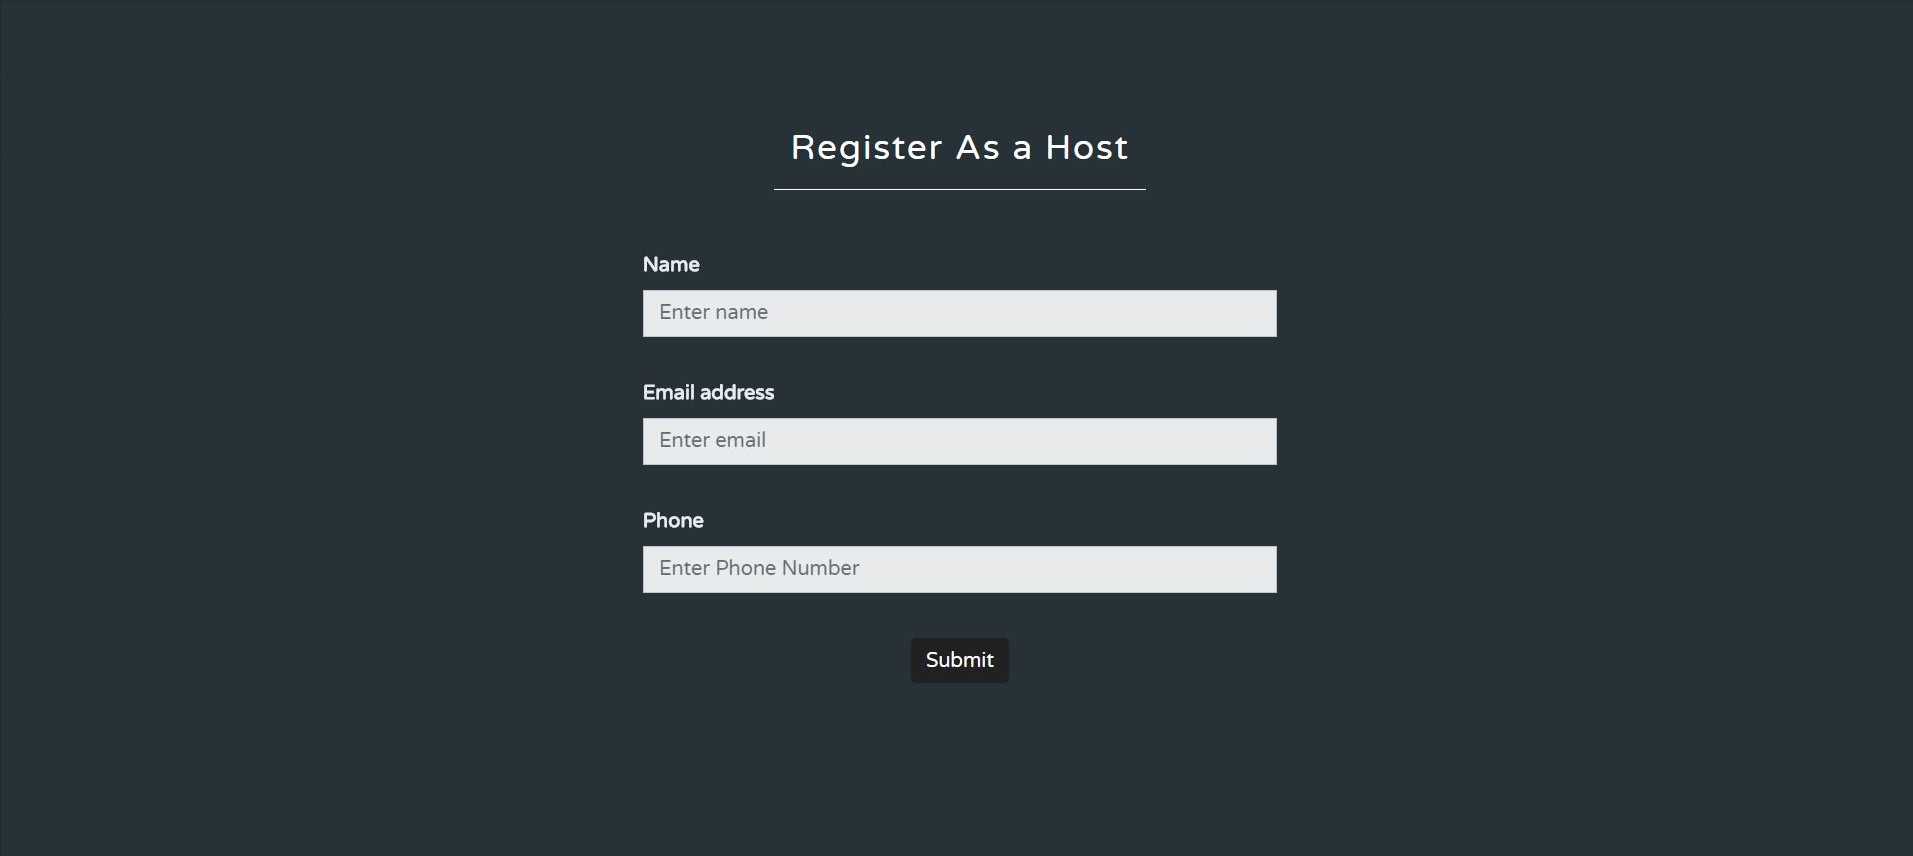 Register As a Host
Name
Enter name
Email address
Enter email
Phone
Enter Phone Number
Submit